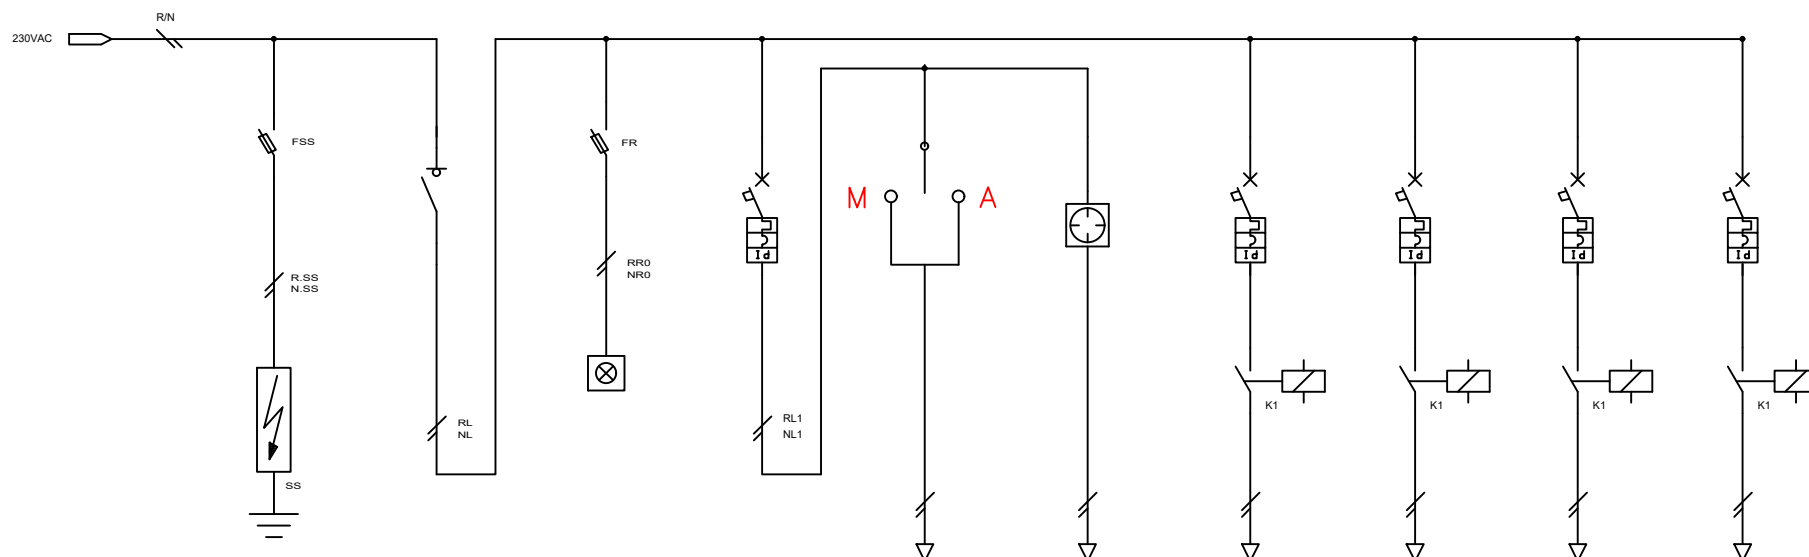 R/N
230VAC
FSS
FR
M
A
Id
Id
Id
Id
Id
RR0
NR0
R.SS
N.SS
K1
K1
K1
K1
RL
NL
RL1
NL1
SS